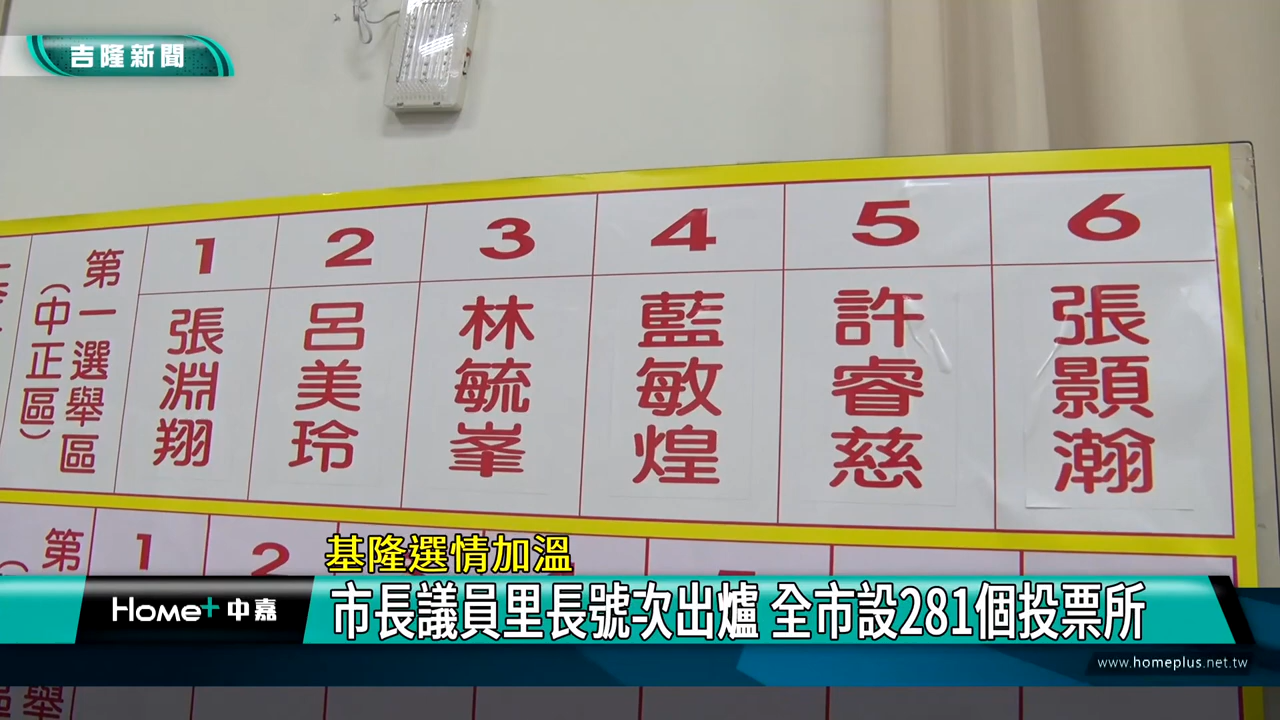 吉隆新聞
1 2 3 4 5 6
第一選舉區
（中正區）
張淵翔
呂美玲
林毓峯
藍敏煌
許睿慈
張顥瀚
第
1 2
基隆選情加溫
Home+中嘉
市長議員里長號次出爐 全市設281個投票所
www.homeplus.net.tw